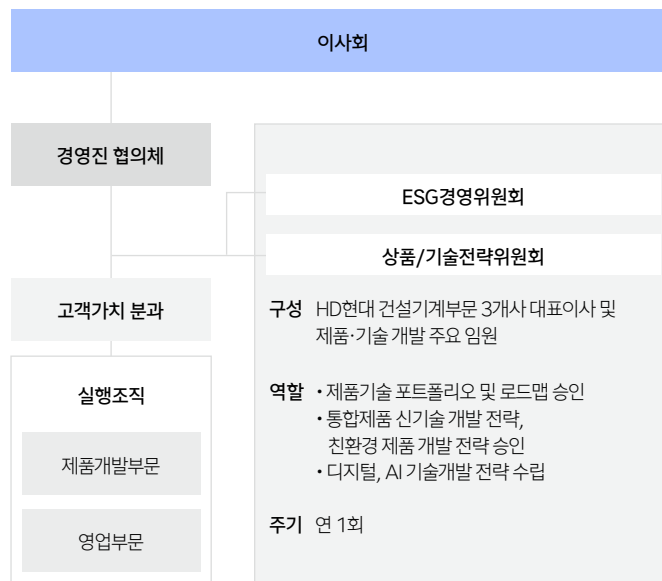 이사회
경영진 협의체
고객가치 분과
실행조직
제품개발부문
영업부문
ESG경영위원회
상품/기술전략위원회
구성 HD현대 건설기계부문 3개사 대표이사 및
제품·기술 개발 주요 임원
역할 • 제품기술 포트폴리오 및 로드맵 승인
• 통합제품 신기술 개발 전략,
친환경 제품 개발 전략 승인
• 디지털, AI 기술개발 전략 수립
주기 연 1회